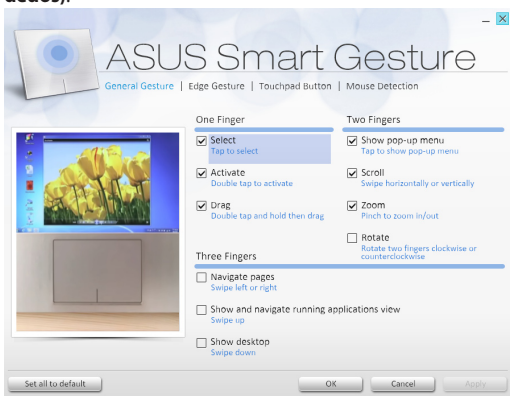 dedos).
ASUS Smart Gesture
General Gesture | Edge Gesture | Touchpad Button | Mouse Detection
One Finger
Select
Tap to select
Activate
Double tap to activate
Drag
Double tap and hold then drag
Two Fingers
Show pop-up menu
Tap to show pop-up menu
Scroll
Swipe horizontally or vertically
Zoom
Pinch to zoom in/out
Rotate
Rotate two fingers clockwise or
counterclockwise
Three Fingers
Navigate pages
Swipe left or right
Show and navigate running applications view
Swipe up
Show desktop
Swipe down
Set all to default
OK
Cancel
Apply